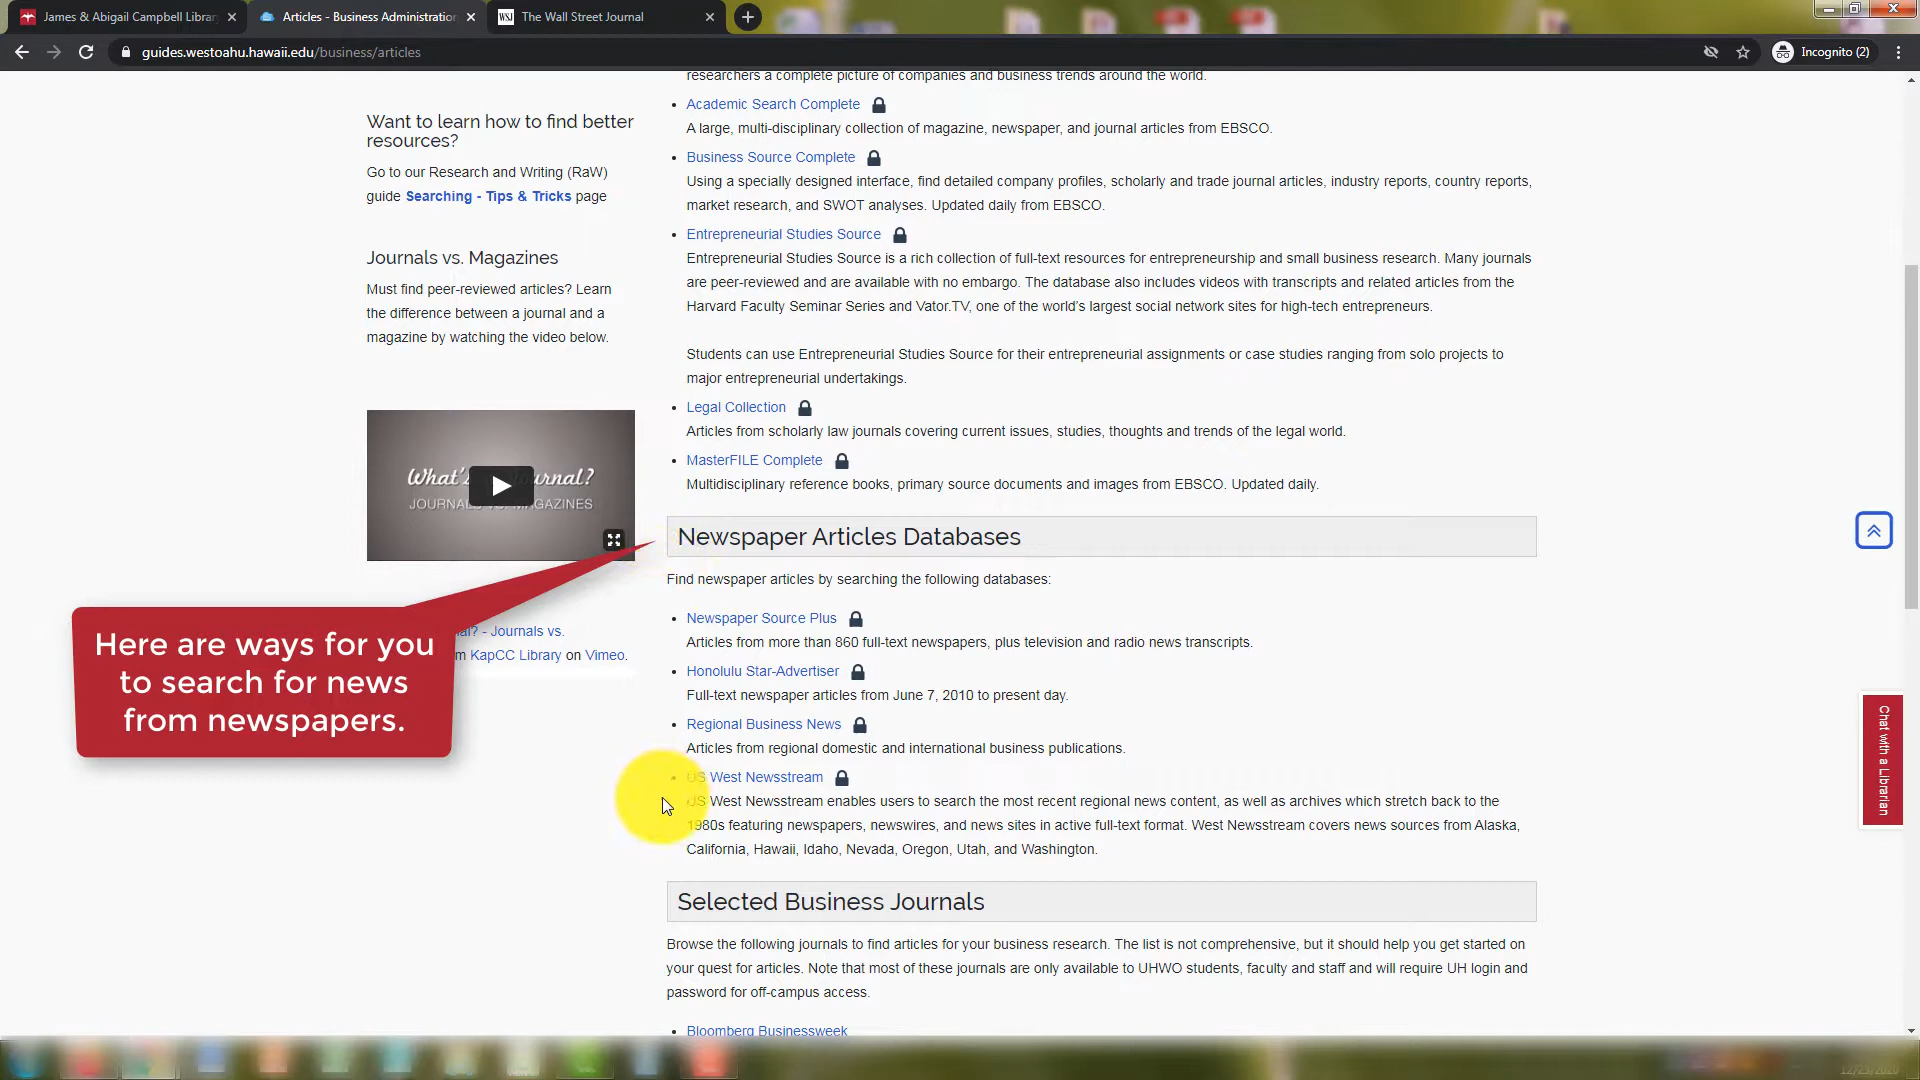 James & Abigail Campbell Librar
Articles - Business Administration
The Wall Street Journal
guides.westoahu.hawaii.edu/business/articles
Incognito (2)
researchers a complete picture of companies and business trends around the world.
Want to learn how to find better
resources?
Go to our Research and Writing (RaW)
guide Searching - Tips & Tricks page
Journals vs. Magazines
Must find peer-reviewed articles? Learn
the difference between a journal and a
magazine by watching the video below.
What's
urnal?
JOURNALS VS. MAGAZINES
? - Journals vs.
m KapCC Library on Vimeo.
Here are ways for you
to search for news
from newspapers.
• Academic Search Complete
A large, multi-disciplinary collection of magazine, newspaper, and journal articles from EBSCO.
• Business Source Complete
Using a specially designed interface, find detailed company profiles, scholarly and trade journal articles, industry reports, country reports,
market research, and SWOT analyses. Updated daily from EBSCO.
• Entrepreneurial Studies Source
Entrepreneurial Studies Source is a rich collection of full-text resources for entrepreneurship and small business research. Many journals
are peer-reviewed and are available with no embargo. The database also includes videos with transcripts and related articles from the
Harvard Faculty Seminar Series and Vator.TV, one of the world's largest social network sites for high-tech entrepreneurs.
Students can use Entrepreneurial Studies Source for their entrepreneurial assignments or case studies ranging from solo projects to
major entrepreneurial undertakings.
• Legal Collection
Articles from scholarly law journals covering current issues, studies, thoughts and trends of the legal world.
• MasterFILE Complete
Multidisciplinary reference books, primary source documents and images from EBSCO. Updated daily.
Newspaper Articles Databases
Find newspaper articles by searching the following databases:
• Newspaper Source Plus
Articles from more than 860 full-text newspapers, plus television and radio news transcripts.
• Honolulu Star-Advertiser
Full-text newspaper articles from June 7, 2010 to present day.
• Regional Business News
Articles from regional domestic and international business publications.
• US West Newsstream
US West Newsstream enables users to search the most recent regional news content, as well as archives which stretch back to the
1980s featuring newspapers, newswires, and news sites in active full-text format. West Newsstream covers news sources from Alaska,
California, Hawaii, Idaho, Nevada, Oregon, Utah, and Washington.
Selected Business Journals
Browse the following journals to find articles for your business research. The list is not comprehensive, but it should help you get started on
your quest for articles. Note that most of these journals are only available to UHWO students, faculty and staff and will require UH login and
password for off-campus access.
• Bloomberg Businessweek
Chat with a Librarian
12/23/2020